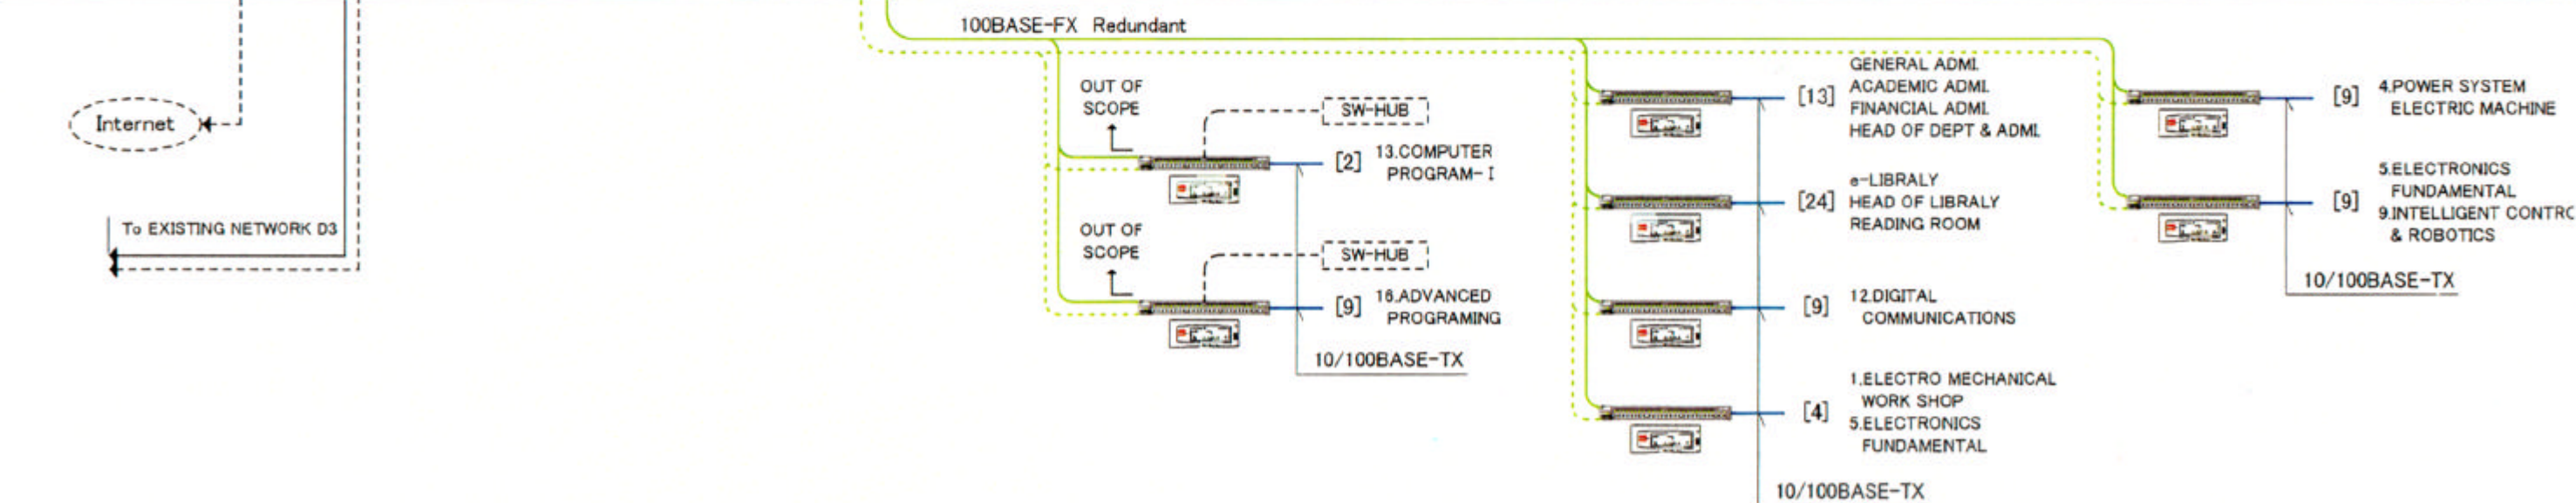 100BASE-FX Redundant
Internet
To EXISTING NETWORK D3
OUT OF
SCOPE
SW-HUB
[2] 13.COMPUTER
PROGRAM-I
OUT OF
SCOPE
SW-HUB
[9] 16.ADVANCED
PROGRAMING
10/100BASE-TX
[13]
GENERAL ADMI.
ACADEMIC ADMI.
FINANCIAL ADMI.
HEAD OF DEPT & ADMI.
[24]
e-LIBRALY
HEAD OF LIBRALY
READING ROOM
[9] 12.DIGITAL
COMMUNICATIONS
[4]
1.ELECTRO MECHANICAL
WORK SHOP
5.ELECTRONICS
FUNDAMENTAL
10/100BASE-TX
[9] 4.POWER SYSTEM
ELECTRIC MACHINE
[9]
5.ELECTRONICS
FUNDAMENTAL
9.INTELLIGENT CONTRO
& ROBOTICS
10/100BASE-TX